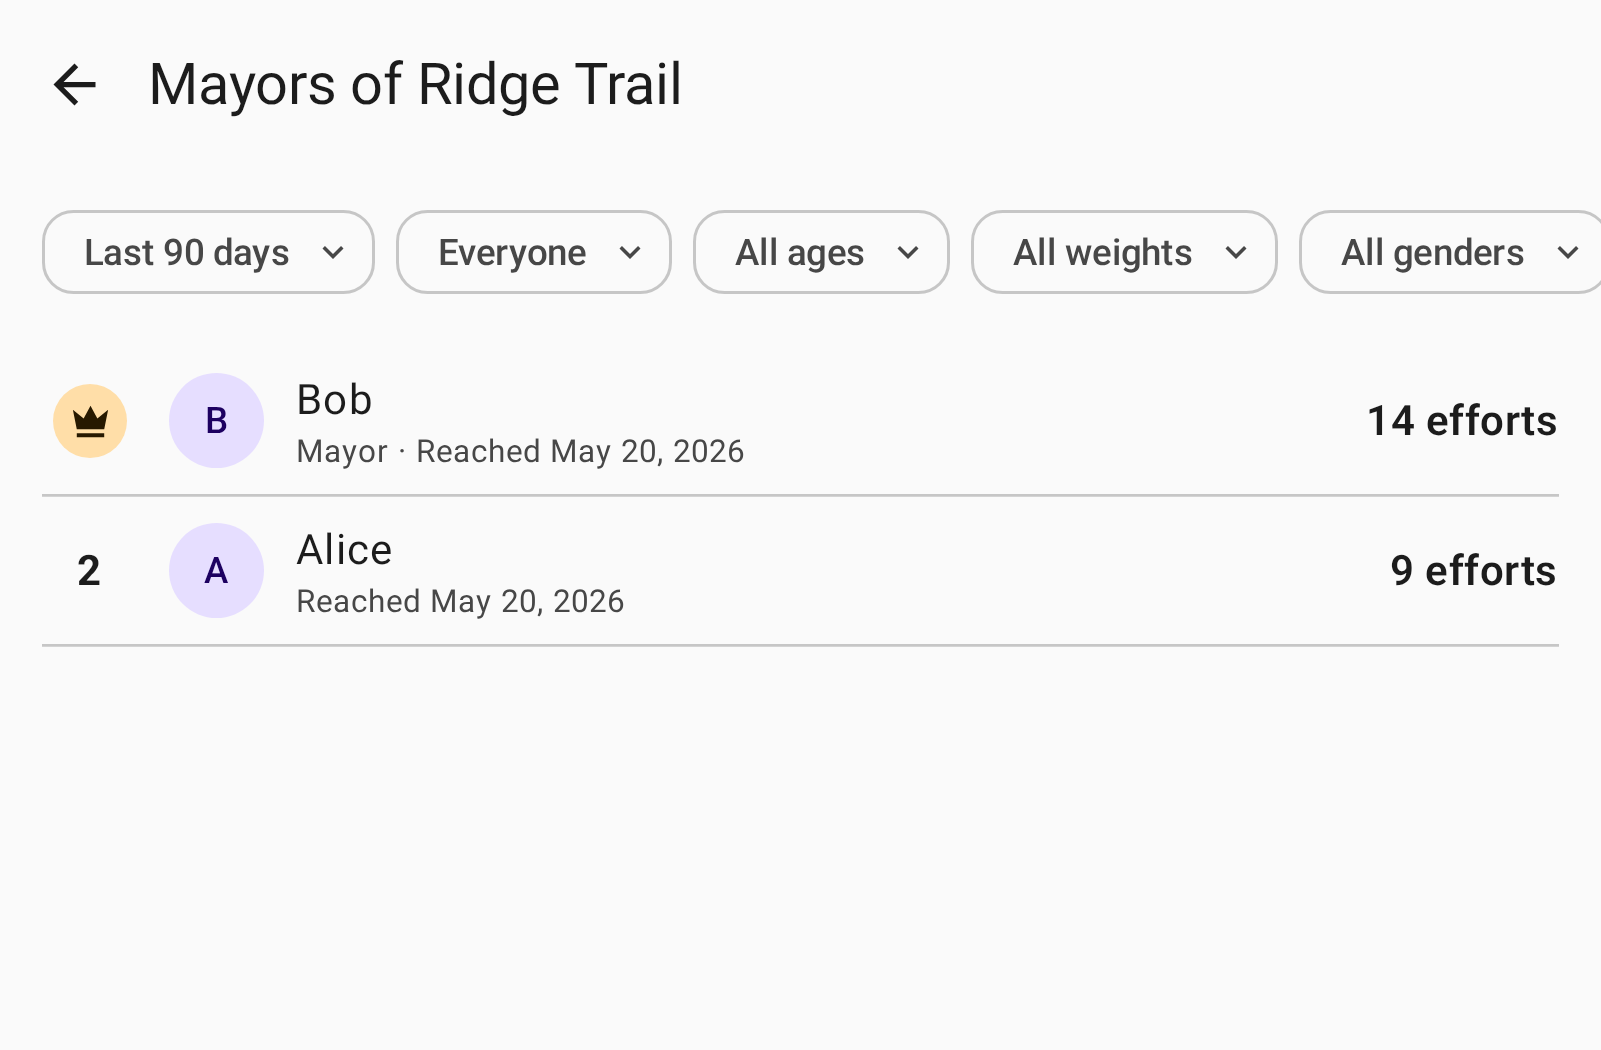 Mayors of Ridge Trail
Last 90 days Everyone All ages All weights All genders
B Bob 14 efforts
Mayor · Reached May 20, 2026
2 A Alice 9 efforts
Reached May 20, 2026